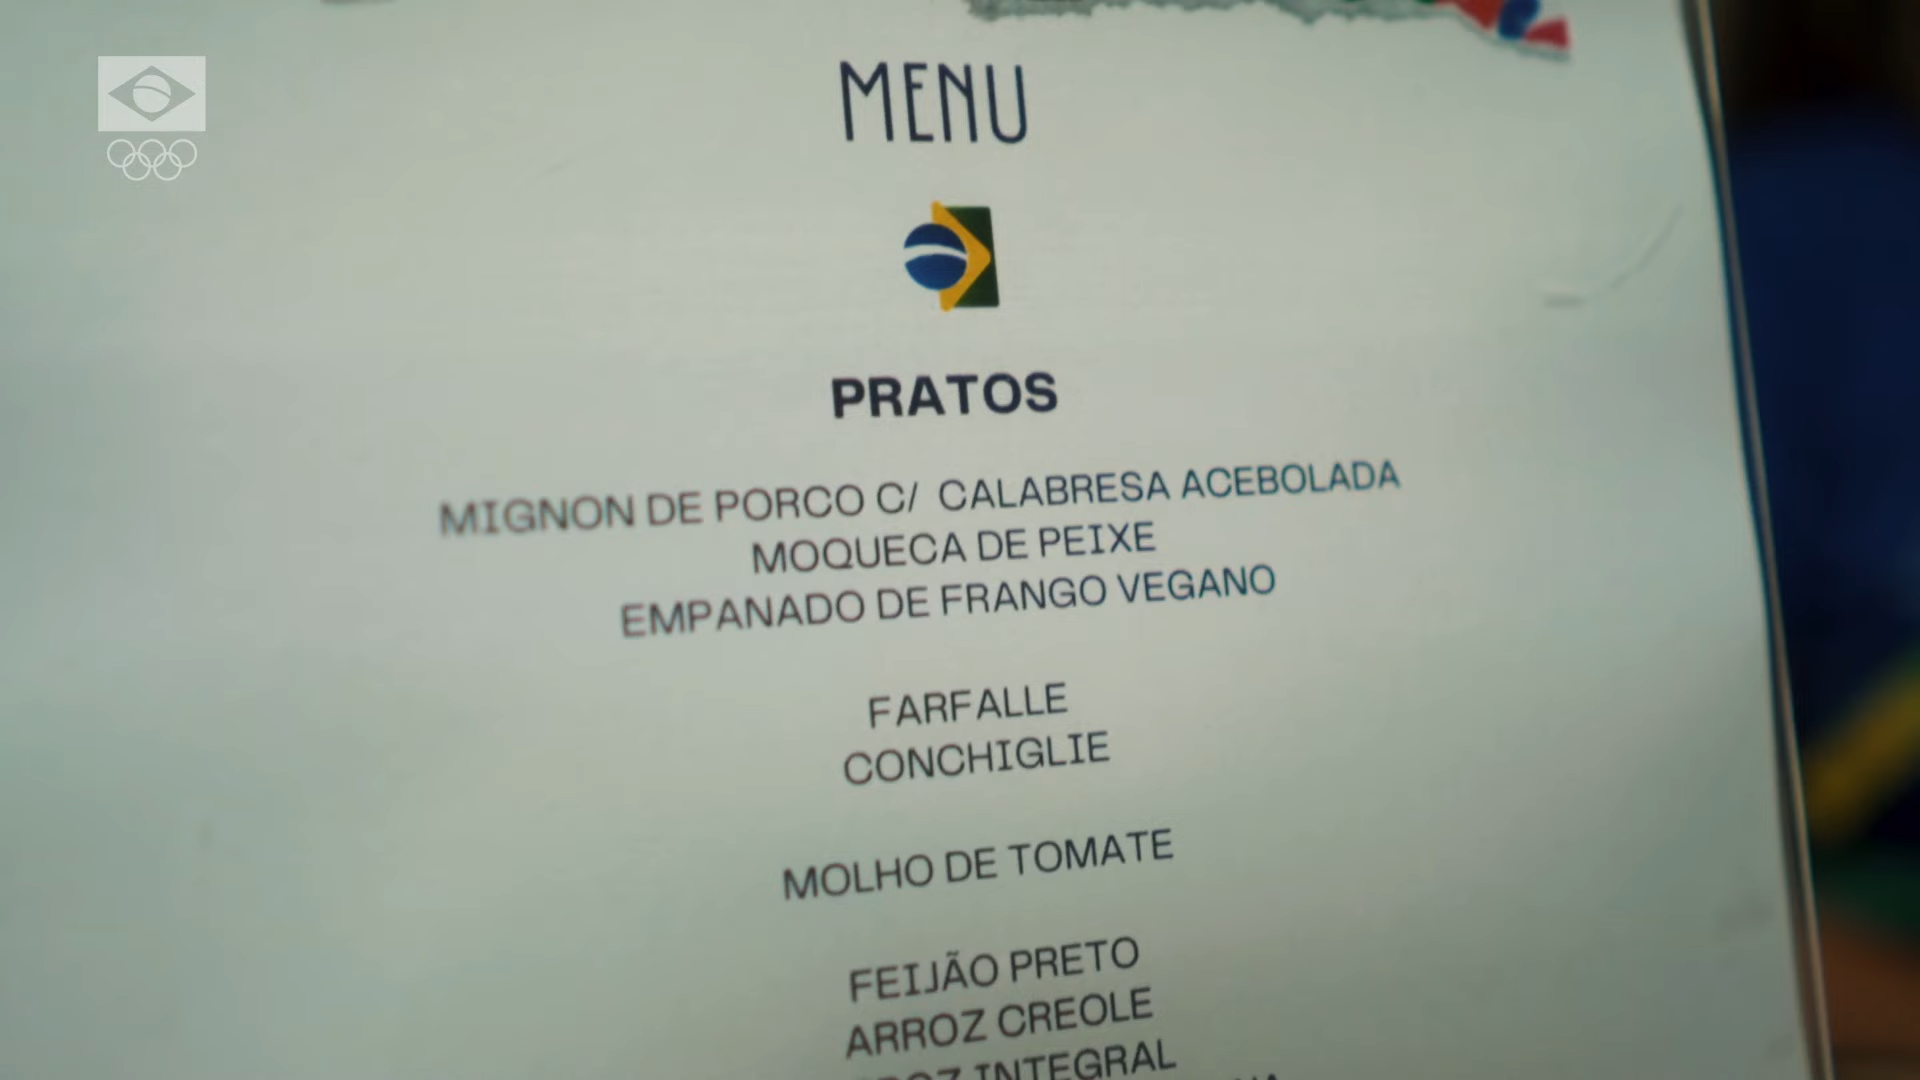 MENU
PRATOS
MIGNON DE PORCO C/ CALABRESA ACEBOLADA
MOQUECA DE PEIXE
EMPANADO DE FRANGO VEGANO
FARFALLE
CONCHIGLIE
MOLHO DE TOMATE
FEIJÃO PRETO
ARROZ CREOLE
INTEGRAL